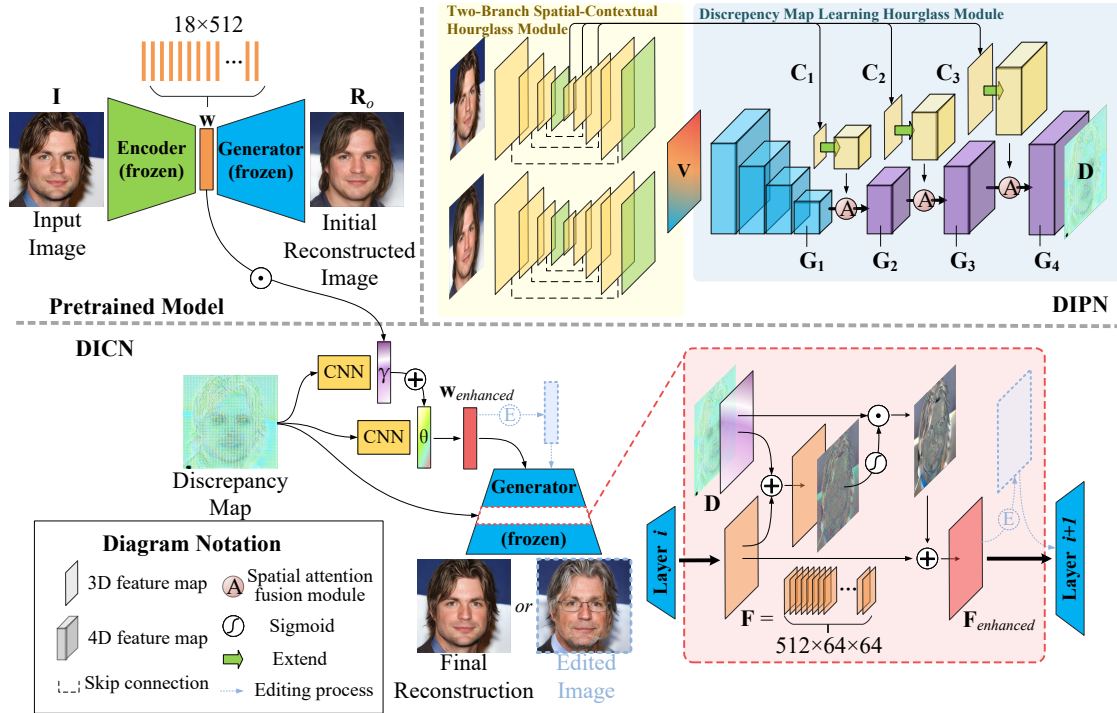 18×512
I
w
R_o
Encoder
(frozen)
Generator
(frozen)
Input
Image
Initial
Reconstructed
Image
Pretrained Model
Two-Branch Spatial-Contextual
Hourglass Module
Discrepency Map Learning Hourglass Module
C_1
C_2
C_3
V
A
A
A
D
G_1
G_2
G_3
G_4
DIPN
DICN
CNN
γ
CNN
θ
w_enhanced
E
Discrepancy
Map
Generator
(frozen)
Final
Reconstruction
or
Edited
Image
D
Layer i
F =
512×64×64
F_enhanced
E
Layer i+1
Diagram Notation
3D feature map
A
Spatial attention
fusion module
4D feature map
Sigmoid
Extend
Skip connection
Editing process